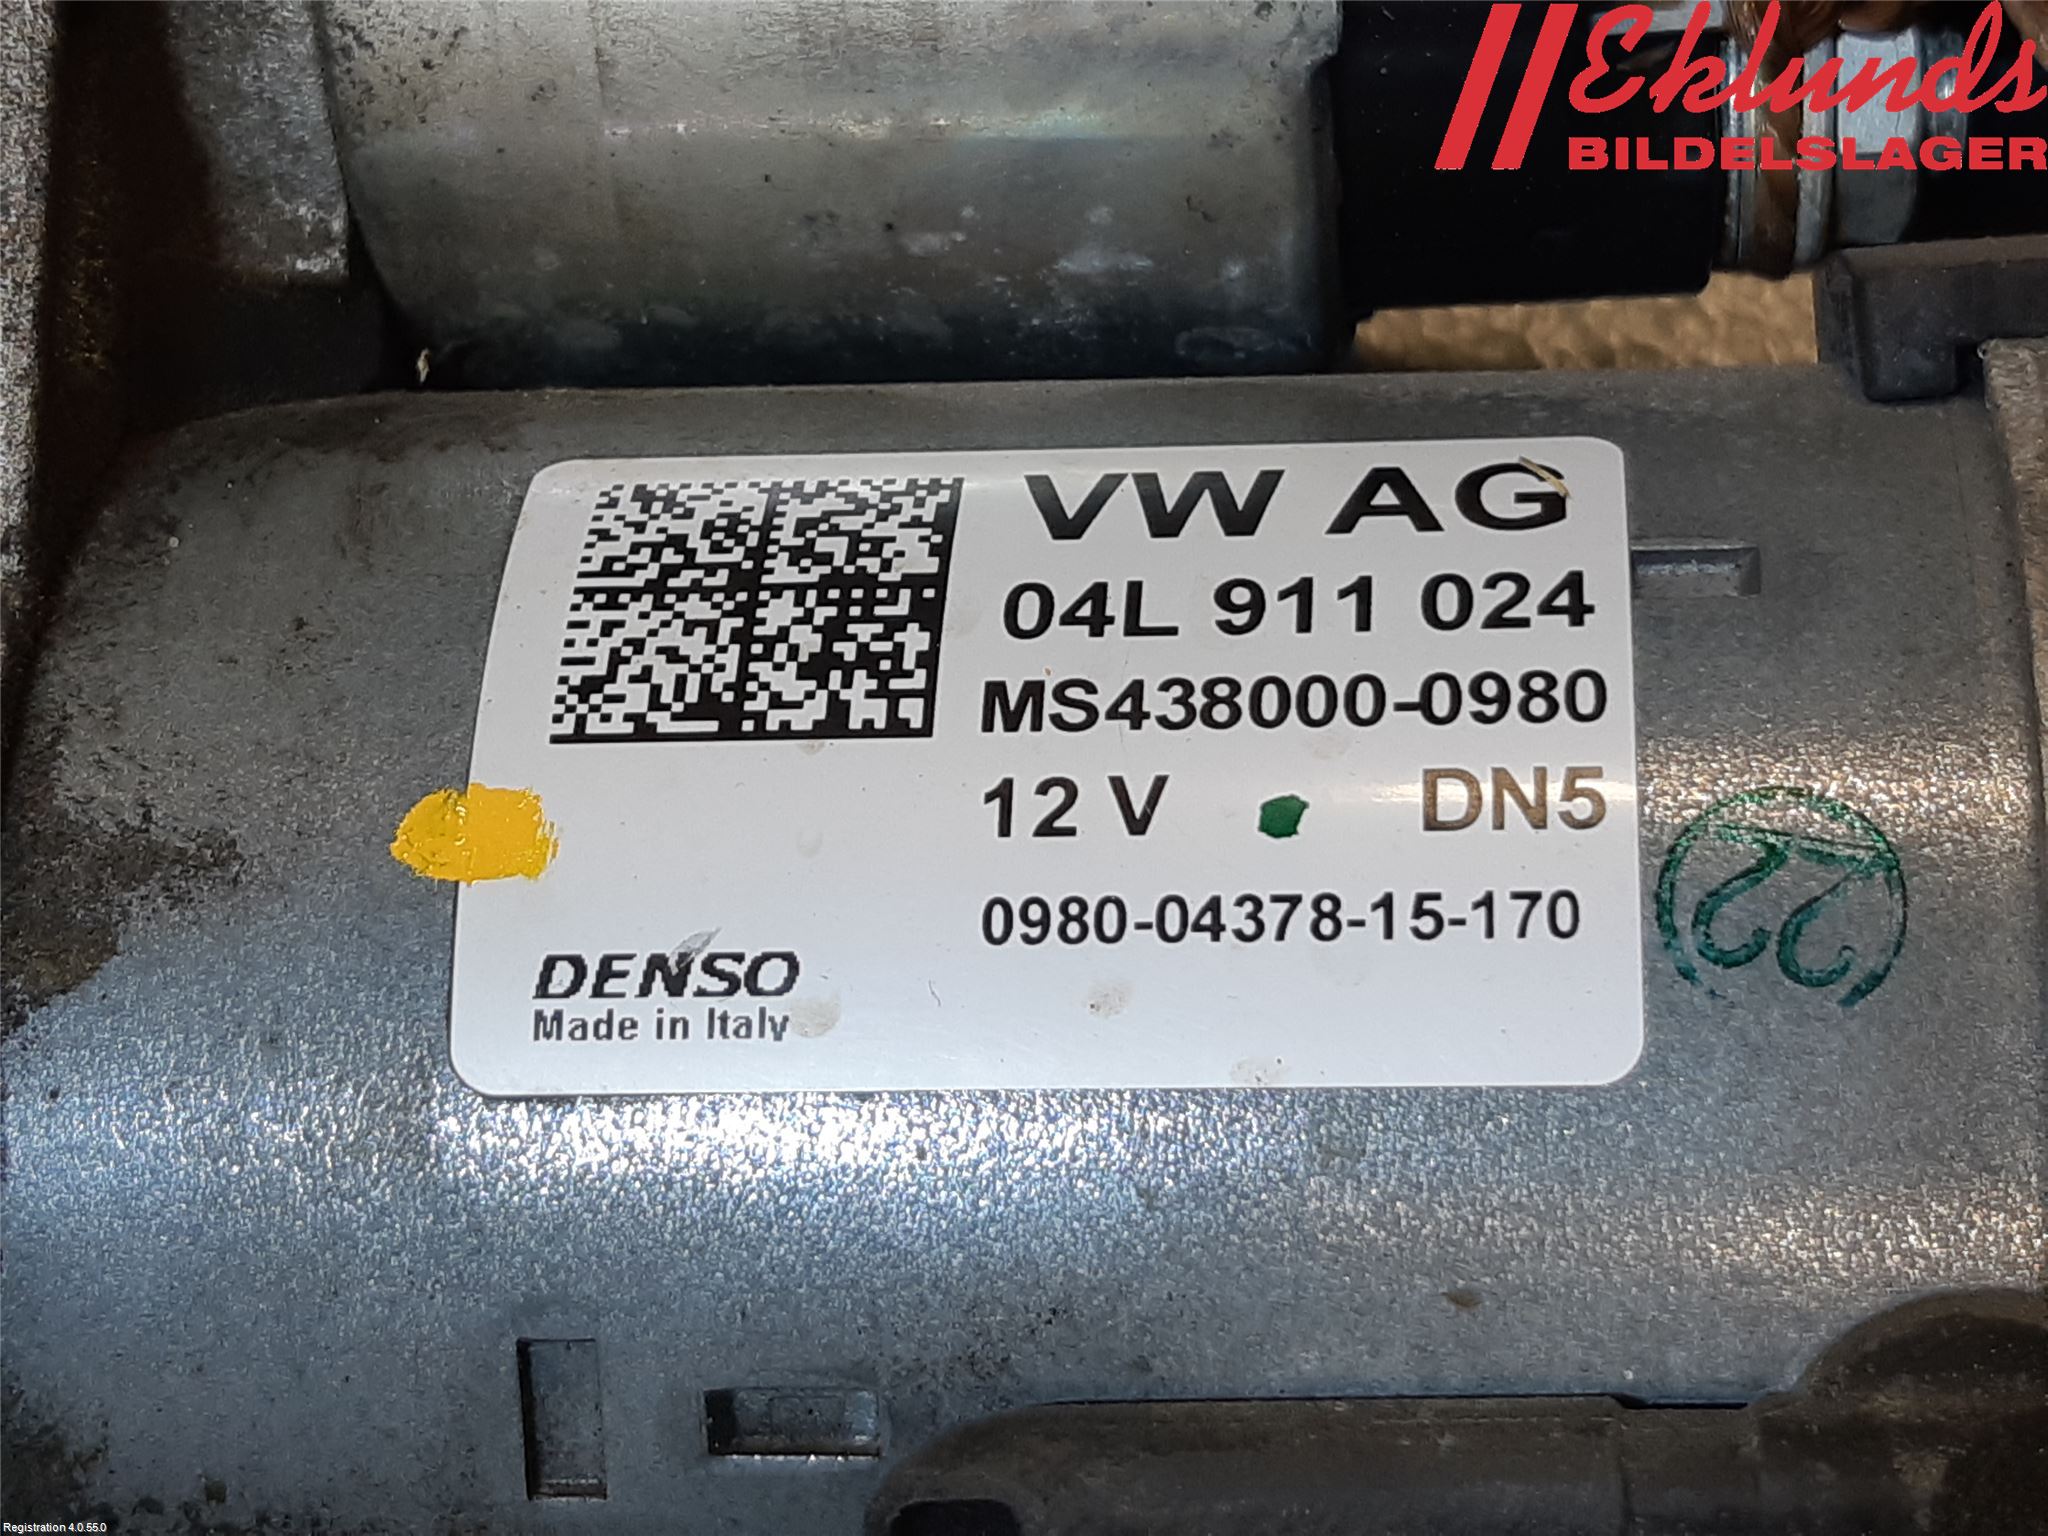 Eklunds
BILDELSLAGER
VW AG
04L 911 024
MS438000-0980
12 V DN5
0980-04378-15-170
DENSO
Made in Italy
22
Registration 4.0.55.0